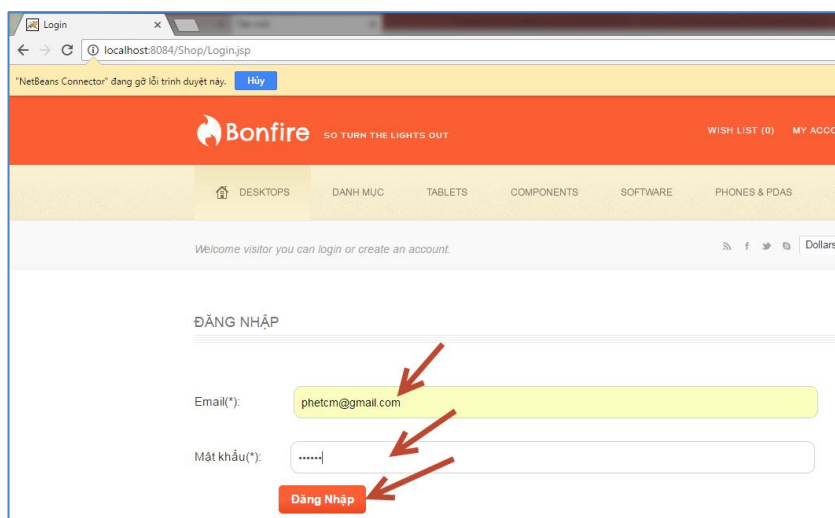 Login
localhost:8084/Shop/Login.jsp
"NetBeans Connector" đang gỡ lỗi trình duyệt này. Hủy
Bonfire SO TURN THE LIGHTS OUT WISH LIST (0) MY ACCO
DESKTOPS DANH MỤC TABLETS COMPONENTS SOFTWARE PHONES & PDAS
Welcome visitor you can login or create an account. Dollars
ĐĂNG NHẬP
Email(*): phetcm@gmail.com
Mật khẩu(*): ••••••
Đăng Nhập